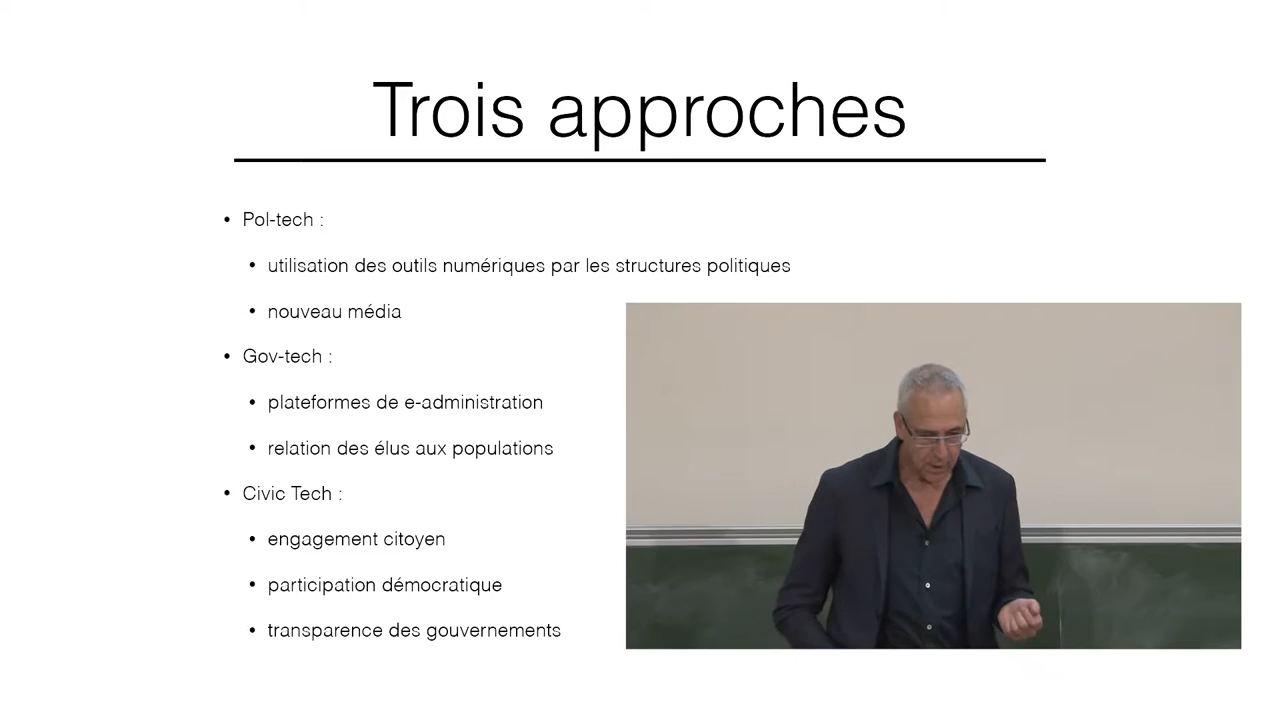 Trois approches
• Pol-tech :
• utilisation des outils numériques par les structures politiques
• nouveau média
• Gov-tech :
• plateformes de e-administration
• relation des élus aux populations
• Civic Tech :
• engagement citoyen
• participation démocratique
• transparence des gouvernements